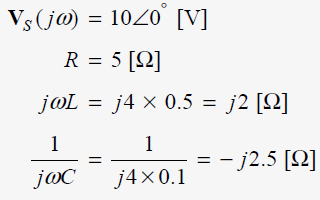 V_S(jω) = 10∠0° [V]
R = 5 [Ω]
jωL = j4 × 0.5 = j2 [Ω]
1/jωC = 1/j4×0.1 = −j2.5 [Ω]